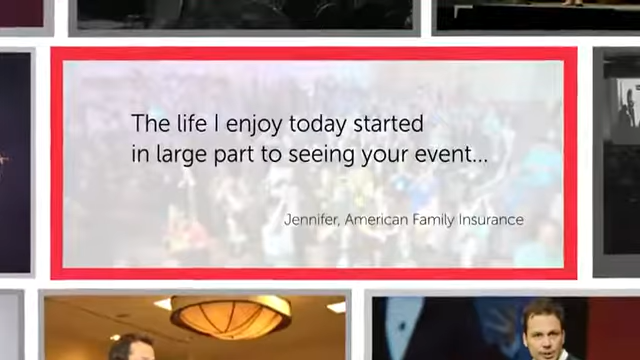 The life I enjoy today started
in large part to seeing your event...
Jennifer, American Family Insurance